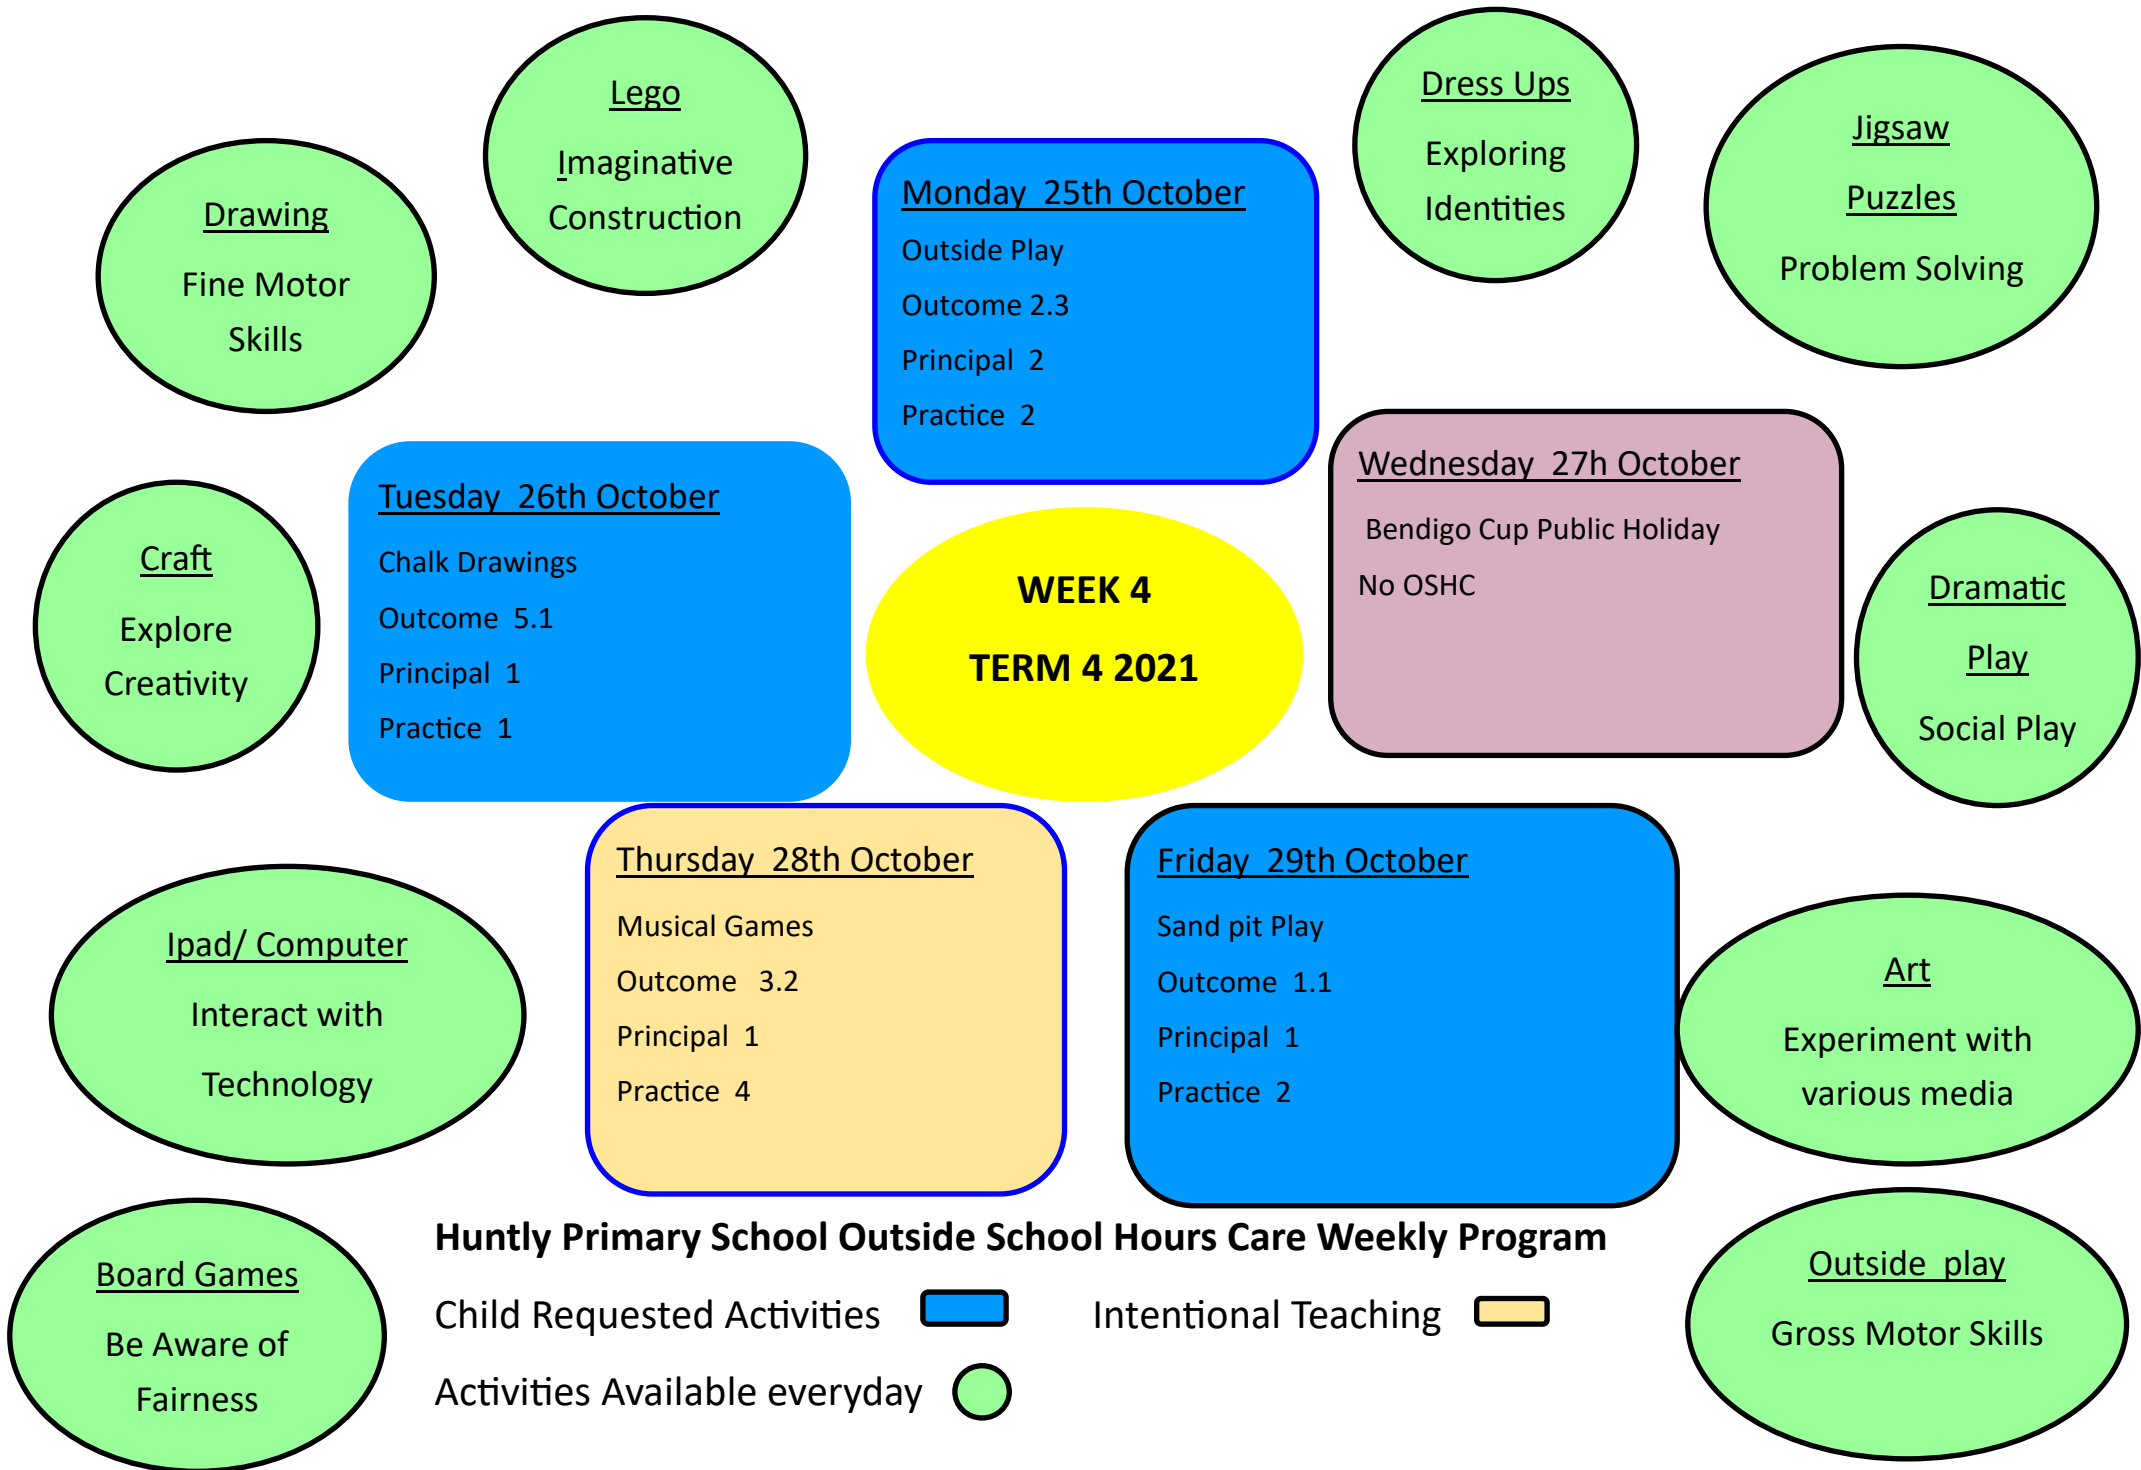 Lego
Imaginative
Construction
Dress Ups
Exploring
Identities
Jigsaw
Puzzles
Problem Solving
Drawing
Fine Motor
Skills
Monday  25th October
Outside Play
Outcome 2.3
Principal  2
Practice  2
Tuesday  26th October
Chalk Drawings
Outcome  5.1
Principal  1
Practice  1
Wednesday  27h October
Bendigo Cup Public Holiday
No OSHC
Craft
Explore
Creativity
WEEK 4
TERM 4 2021
Dramatic
Play
Social Play
Thursday  28th October
Musical Games
Outcome   3.2
Principal  1
Practice  4
Friday  29th October
Sand pit Play
Outcome  1.1
Principal  1
Practice  2
Ipad/ Computer
Interact with
Technology
Art
Experiment with
various media
Board Games
Be Aware of
Fairness
Outside  play
Gross Motor Skills
Huntly Primary School Outside School Hours Care Weekly Program
Child Requested Activities
Intentional Teaching
Activities Available everyday